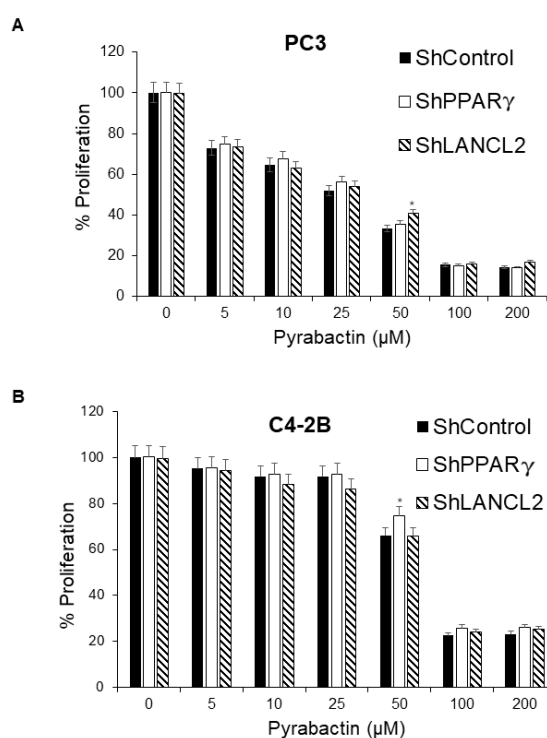 A
PC3
ShControl
ShPPARγ
ShLANCL2
% Proliferation
120
100
80
60
40
20
0
*
0 5 10 25 50 100 200
Pyrabactin (µM)
B
C4-2B
ShControl
ShPPARγ
ShLANCL2
% Proliferation
120
100
80
60
40
20
0
*
0 5 10 25 50 100 200
Pyrabactin (µM)